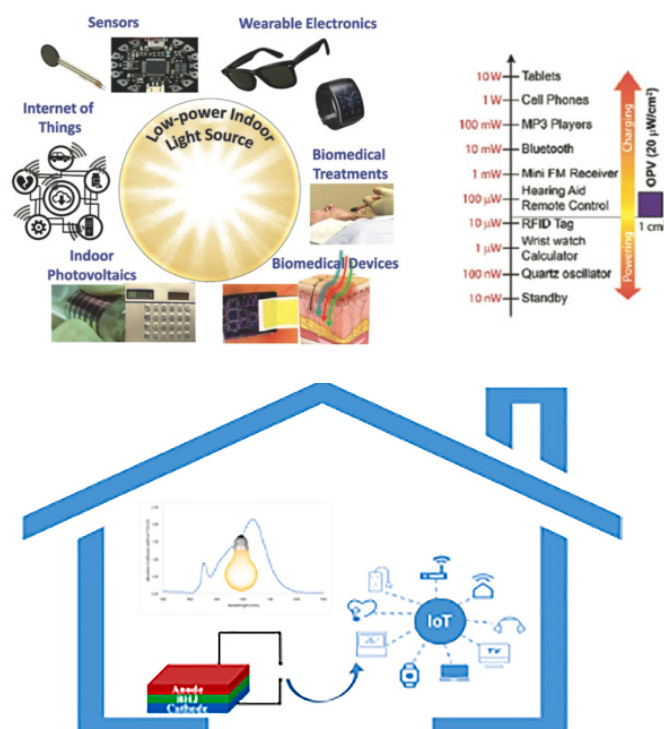 Sensors
Wearable Electronics
Internet of
Things
Low-power Indoor
Light Source
Biomedical
Treatments
Indoor
Photovoltaics
Biomedical Devices
10W Tablets
1W Cell Phones
100 mW MP3 Players
10 mW Bluetooth
1 mW Mini FM Receiver
100 µW Hearing Aid
Remote Control
10 µW RFID Tag
1 µW Wrist watch
Calculator
100 nW Quartz oscillator
10 nW Standby
Charging
Powering
OPV (20 µW/cm²)
1 cm
IoT
TV
Anode
BHJ
Cathode